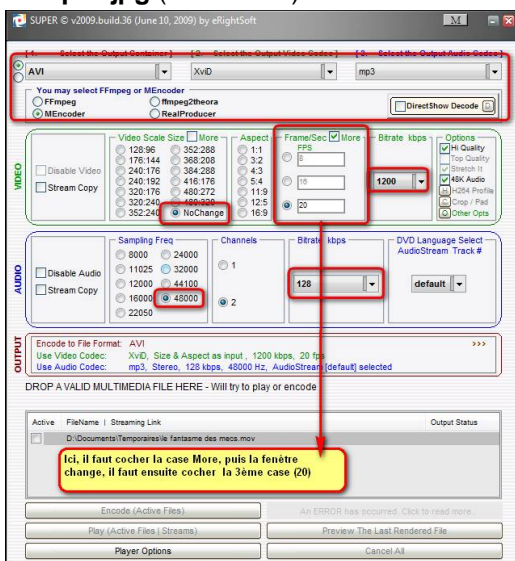 SUPER © v2009.build.36 (June 10, 2009) by eRightSoft M
[ 1. Select the Output Container ] [ 2. Select the Output Video Codec ] [ 3. Select the Output Audio Codec ]
AVI XviD mp3
You may select FFmpeg or MEncoder
FFmpeg ffmpeg2theora
MEncoder RealProducer
DirectShow Decode
VIDEO
Disable Video
Stream Copy
Video Scale Size More
128:96 352:288
176:144 368:208
240:176 384:288
240:192 416:176
320:176 480:272
320:240 480:320
352:240 NoChange
Aspect
1:1
3:2
4:3
5:4
11:9
12:5
16:9
Frame/Sec More
FPS
8
16
20
Bitrate kbps
1200
Options
Hi Quality
Top Quality
Stretch It
48K Audio
H264 Profile
Crop / Pad
Other Opts
AUDIO
Disable Audio
Stream Copy
Sampling Freq
8000 24000
11025 32000
12000 44100
16000 48000
22050
Channels
1
2
Bitrate kbps
128
DVD Language Select
AudioStream Track #
default
OUTPUT
Encode to File Format: AVI >>>
Use Video Codec: XviD, Size & Aspect as input , 1200 kbps, 20 fps
Use Audio Codec: mp3, Stereo, 128 kbps, 48000 Hz, AudioStream [default] selected
DROP A VALID MULTIMEDIA FILE HERE - Will try to play or encode
Active FileName | Streaming Link Output Status
D:\Documents\Temporaires\le fantasme des mecs.mov
Ici, il faut cocher la case More, puis la fenêtre
change, il faut ensuite cocher la 3ème case (20)
Encode (Active Files) An ERROR has occurred. Click to read more..
Play (Active Files | Streams) Preview The Last Rendered File
Player Options Cancel All